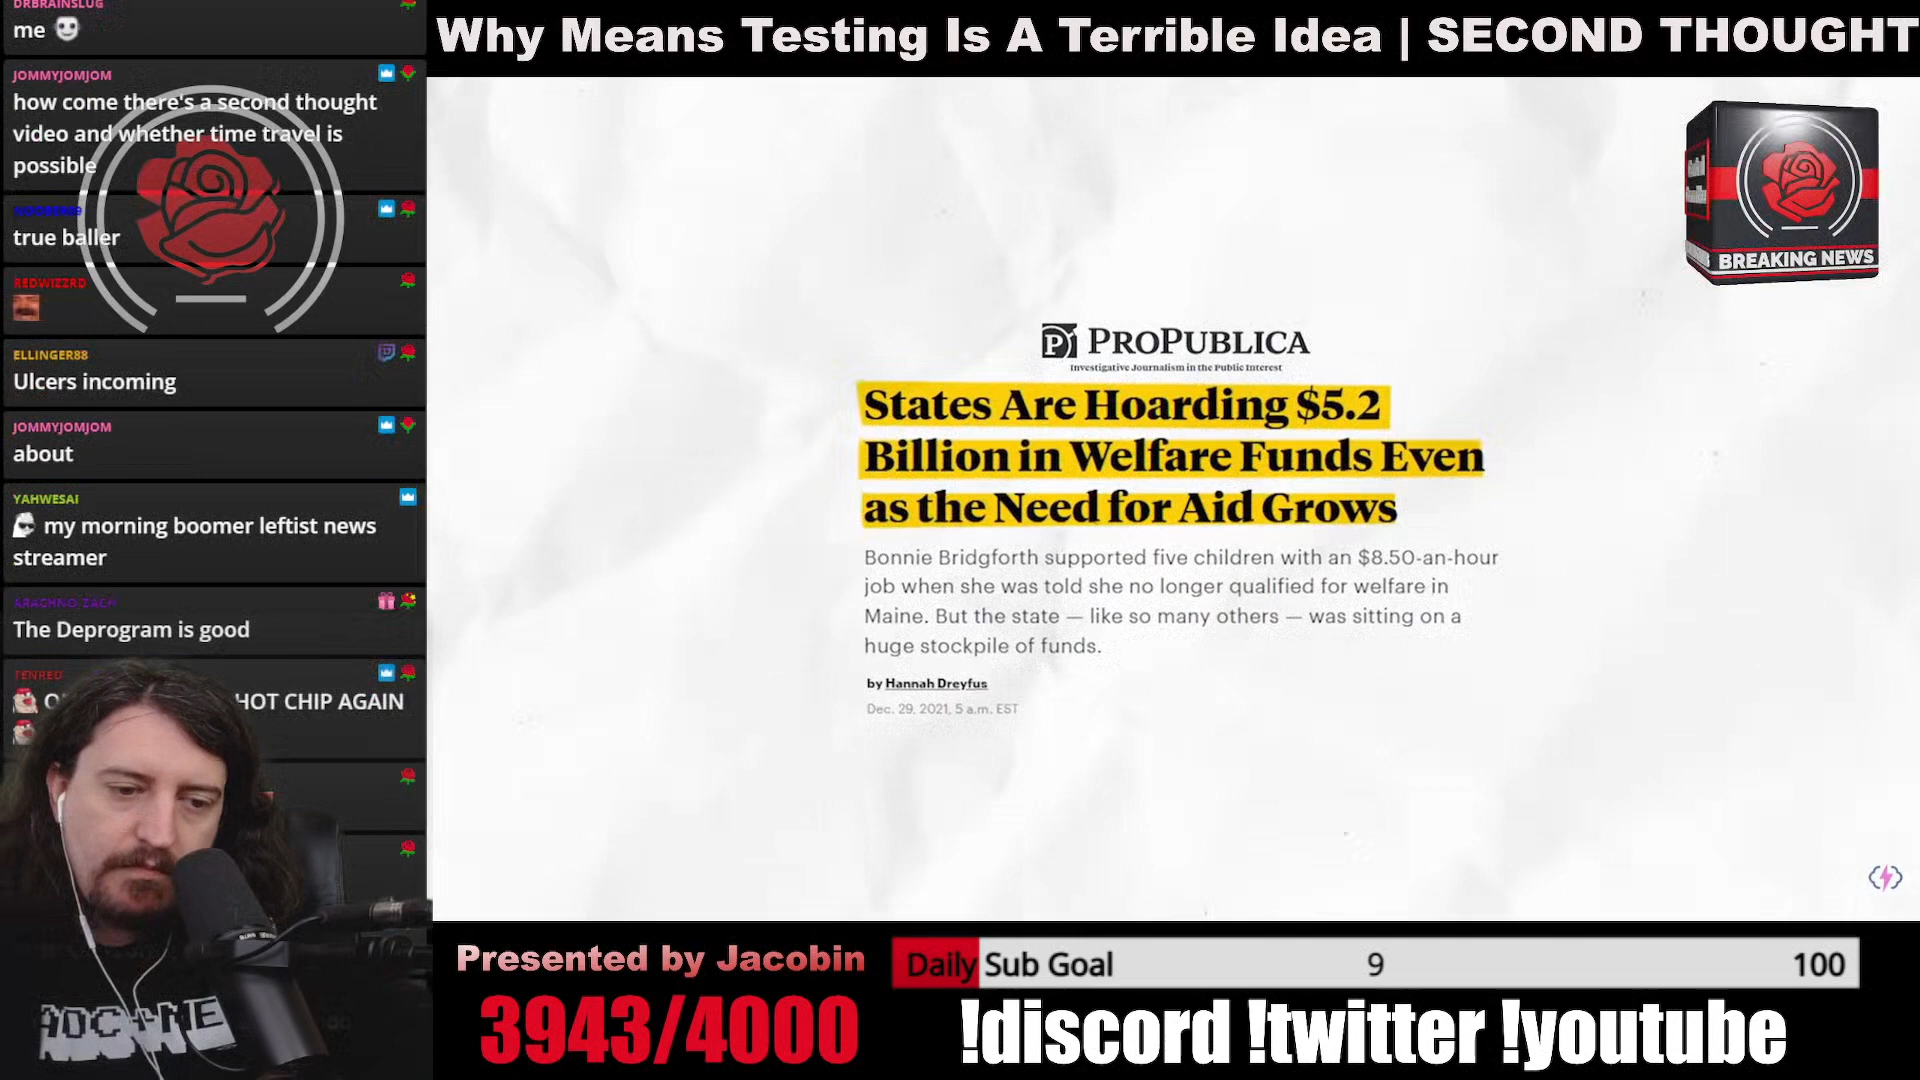 Why Means Testing Is A Terrible Idea | SECOND THOUGHT
DRBRAINSLUG
me
JOMMYJOMJOM
how come there's a second thought
video and whether time travel is
possible
true baller
REDWIZZRD
ELLINGER88
Ulcers incoming
JOMMYJOMJOM
about
YAHWESAI
my morning boomer leftist news
streamer
ARACHNO_ZACH
The Deprogram is good
TENRED
HOT CHIP AGAIN
BREAKING NEWS
PROPUBLICA
Investigative Journalism in the Public Interest
States Are Hoarding $5.2
Billion in Welfare Funds Even
as the Need for Aid Grows
Bonnie Bridgforth supported five children with an $8.50-an-hour
job when she was told she no longer qualified for welfare in
Maine. But the state — like so many others — was sitting on a
huge stockpile of funds.
by Hannah Dreyfus
Dec. 29, 2021, 5 a.m. EST
Presented by Jacobin
3943/4000
Daily Sub Goal 9 100
!discord !twitter !youtube